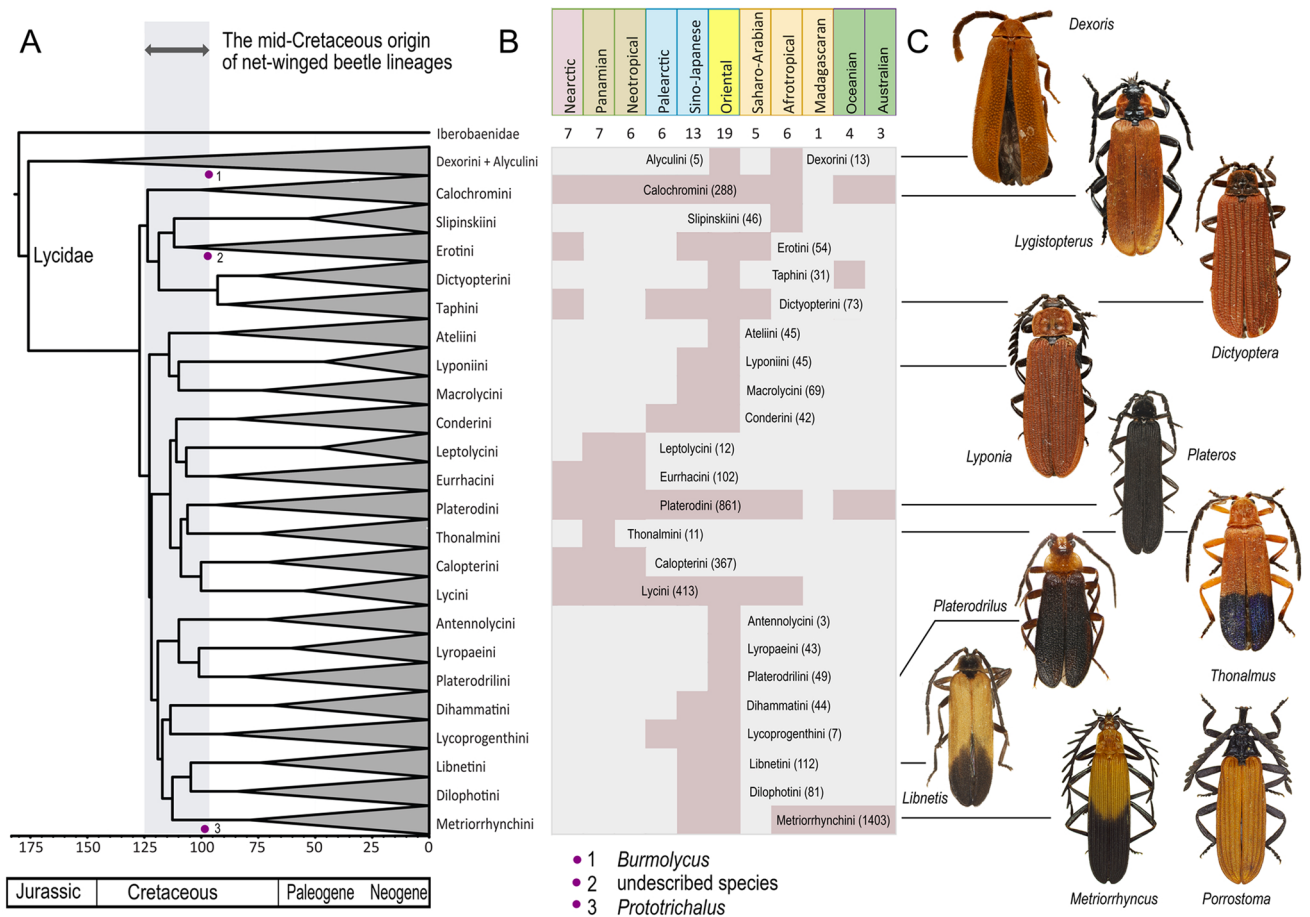 A
The mid-Cretaceous origin
of net-winged beetle lineages
Lycidae
Iberobaenidae
Dexorini + Alyculini
Calochromini
Slipinskiini
Erotini
Dictyopterini
Taphini
Ateliini
Lyponiini
Macrolycini
Conderini
Leptolycini
Eurrhacini
Platerodini
Thonalmini
Calopterini
Lycini
Antennolycini
Lyropaeini
Platerodrilini
Dihammatini
Lycoprogenthini
Libnetini
Dilophotini
Metriorrhynchini
1
2
3
175 150 125 100 75 50 25 0
Jurassic Cretaceous Paleogene Neogene
B
Nearctic
Panamian
Neotropical
Palearctic
Sino-Japanese
Oriental
Saharo-Arabian
Afrotropical
Madagascaran
Oceanian
Australian
7 7 6 6 13 19 5 6 1 4 3
Alyculini (5) Dexorini (13)
Calochromini (288)
Slipinskiini (46)
Erotini (54)
Taphini (31)
Dictyopterini (73)
Ateliini (45)
Lyponiini (45)
Macrolycini (69)
Conderini (42)
Leptolycini (12)
Eurrhacini (102)
Platerodini (861)
Thonalmini (11)
Calopterini (367)
Lycini (413)
Antennolycini (3)
Lyropaeini (43)
Platerodrilini (49)
Dihammatini (44)
Lycoprogenthini (7)
Libnetini (112)
Dilophotini (81)
Metriorrhynchini (1403)
1 Burmolycus
2 undescribed species
3 Prototrichalus
C
Dexoris
Lygistopterus
Dictyoptera
Lyponia
Plateros
Platerodrilus
Thonalmus
Libnetis
Metriorrhyncus
Porrostoma